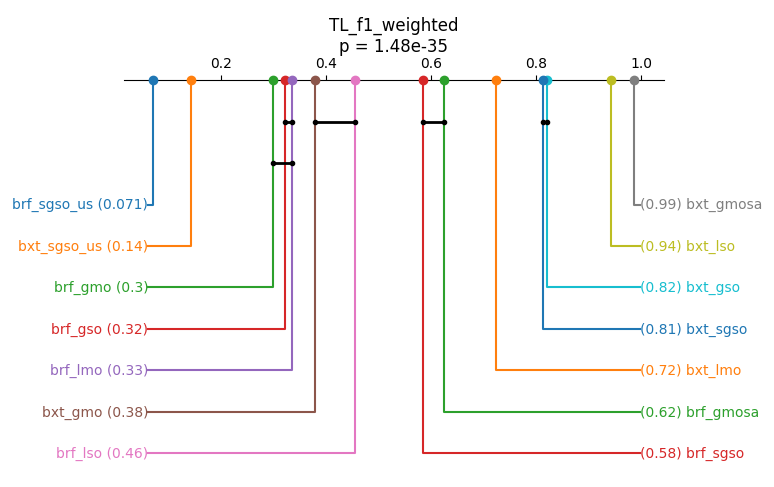 TL_f1_weighted
p = 1.48e-35
0.2 0.4 0.6 0.8 1.0
brf_sgso_us (0.071) (0.99) bxt_gmosa
bxt_sgso_us (0.14) (0.94) bxt_lso
brf_gmo (0.3) (0.82) bxt_gso
brf_gso (0.32) (0.81) bxt_sgso
brf_lmo (0.33) (0.72) bxt_lmo
bxt_gmo (0.38) (0.62) brf_gmosa
brf_lso (0.46) (0.58) brf_sgso